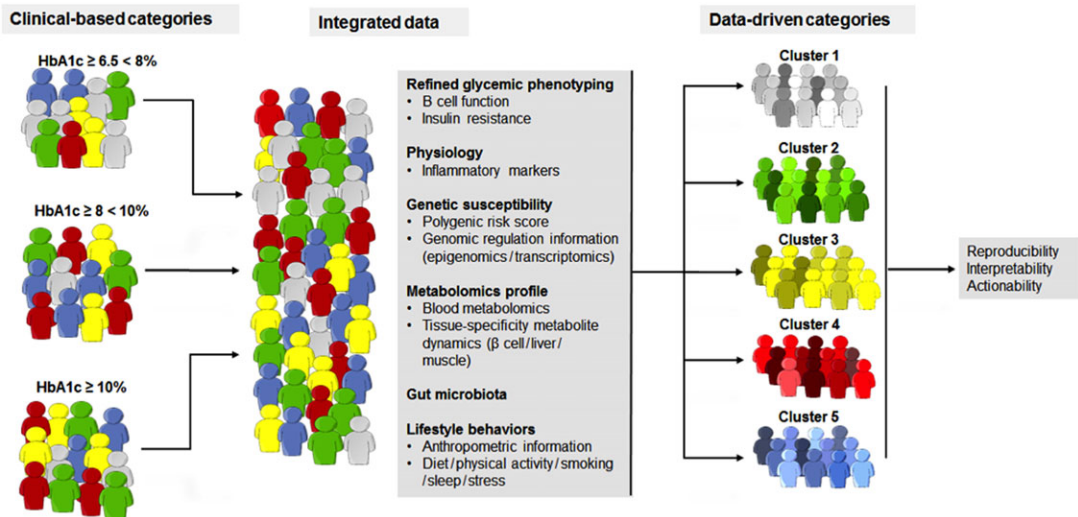 Clinical-based categories
HbA1c ≥ 6.5 < 8%
HbA1c ≥ 8 < 10%
HbA1c ≥ 10%
Integrated data
Refined glycemic phenotyping
• B cell function
• Insulin resistance
Physiology
• Inflammatory markers
Genetic susceptibility
• Polygenic risk score
• Genomic regulation information
(epigenomics/transcriptomics)
Metabolomics profile
• Blood metabolomics
• Tissue-specificity metabolite
dynamics (β cell/liver/
muscle)
Gut microbiota
Lifestyle behaviors
• Anthropometric information
• Diet/physical activity/smoking
/sleep/stress
Data-driven categories
Cluster 1
Cluster 2
Cluster 3
Cluster 4
Cluster 5
Reproducibility
Interpretability
Actionability